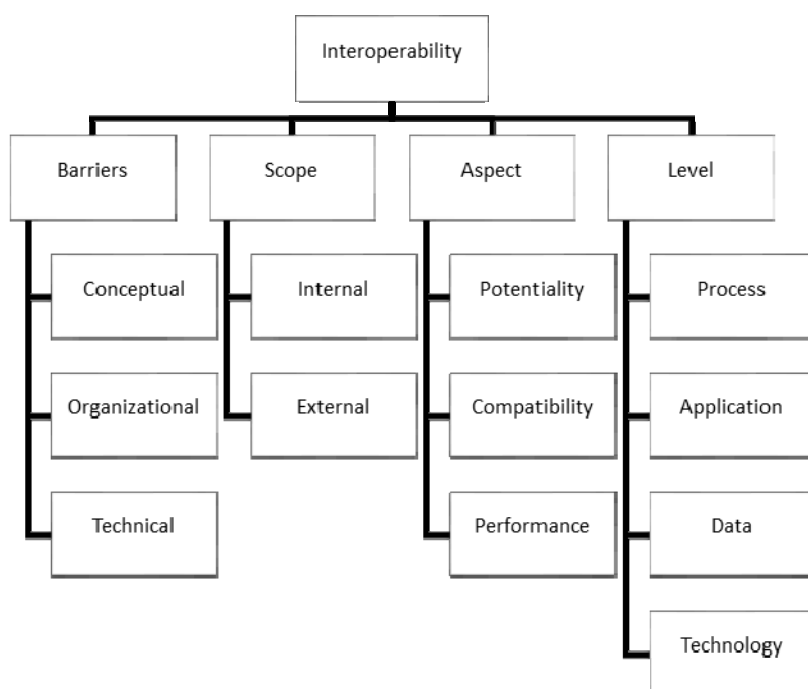 Interoperability
Barriers
Scope
Aspect
Level
Conceptual
Internal
Potentiality
Process
Organizational
External
Compatibility
Application
Technical
Performance
Data
Technology